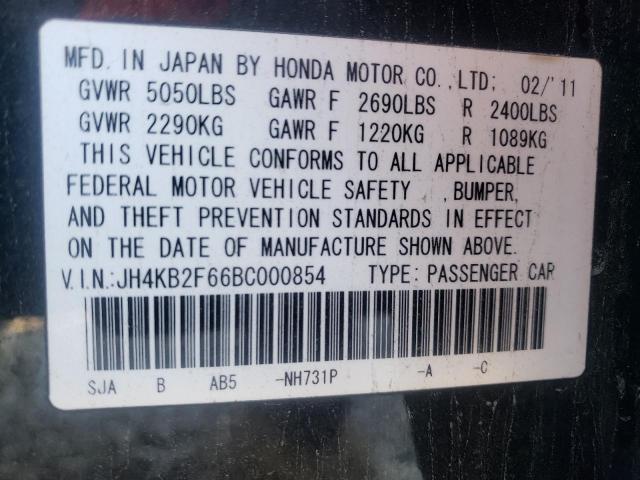 MFD. IN JAPAN BY HONDA MOTOR CO.,LTD; 02/'11
GVWR 5050LBS GAWR F 2690LBS R 2400LBS
GVWR 2290KG GAWR F 1220KG R 1089KG
THIS VEHICLE CONFORMS TO ALL APPLICABLE
FEDERAL MOTOR VEHICLE SAFETY ,BUMPER,
AND THEFT PREVENTION STANDARDS IN EFFECT
ON THE DATE OF MANUFACTURE SHOWN ABOVE.
V.I.N.:JH4KB2F66BC000854 TYPE: PASSENGER CAR
SJA B AB5 -NH731P -A -C